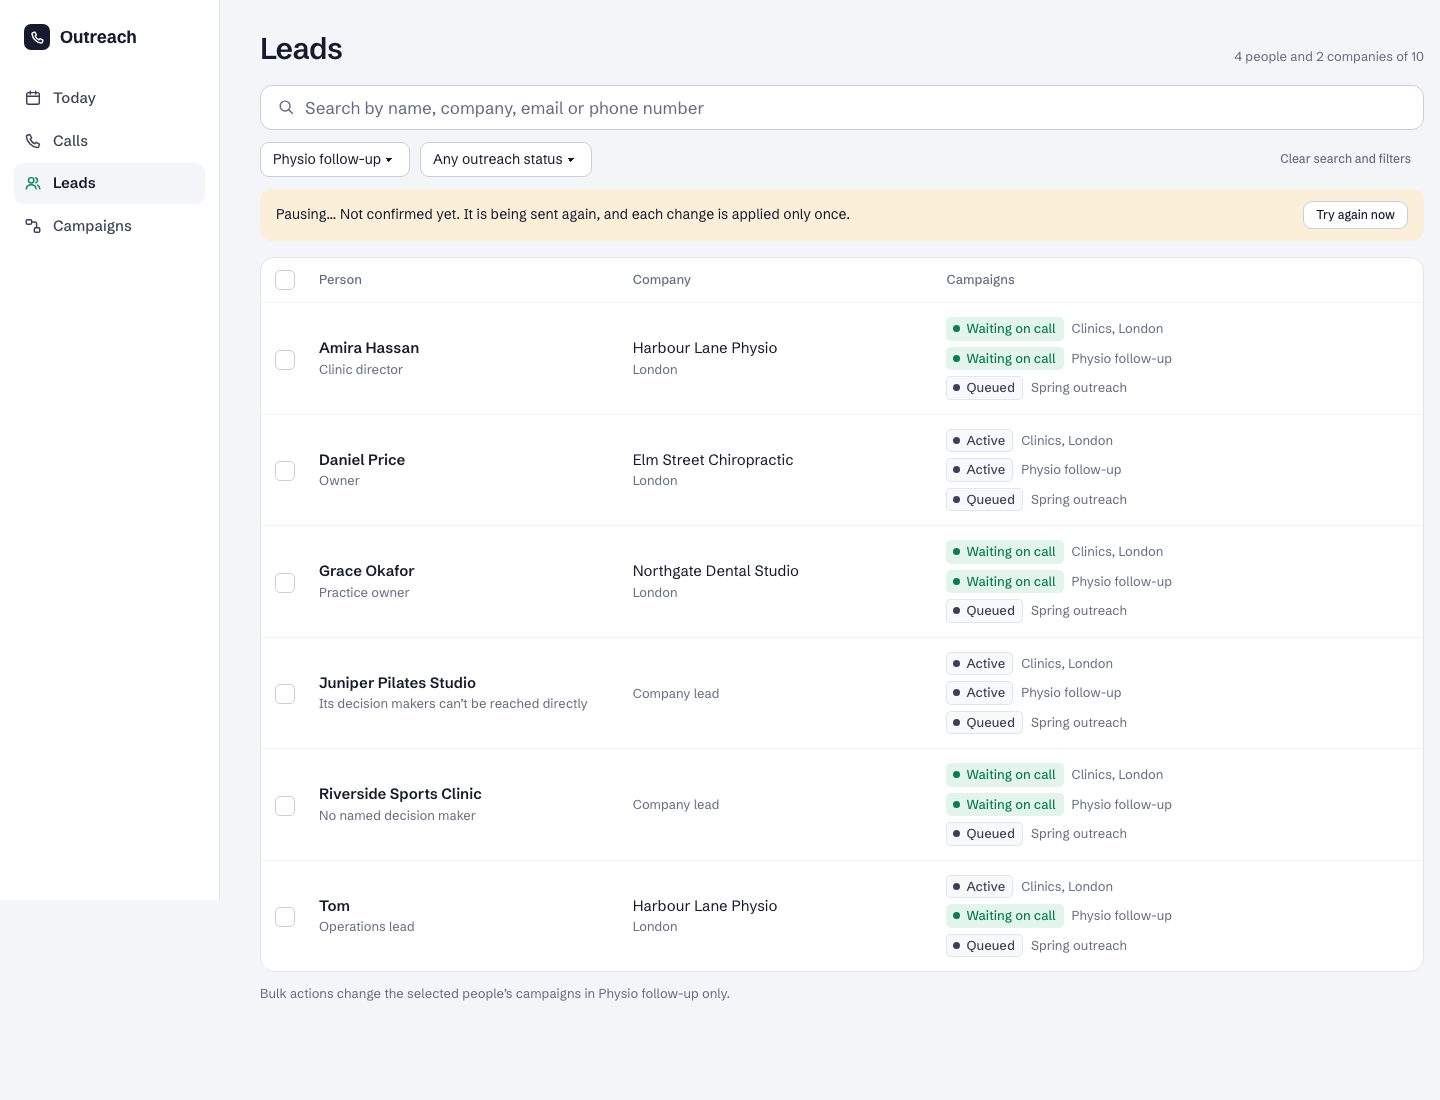 Outreach
Today
Calls
Leads
Campaigns
Leads
4 people and 2 companies of 10
Search by name, company, email or phone number
Physio follow-up
Any outreach status
Clear search and filters
Pausing… Not confirmed yet. It is being sent again, and each change is applied only once.
Try again now
Person Company Campaigns
Waiting on call Clinics, London
Amira Hassan Harbour Lane Physio
Waiting on call Physio follow-up
Clinic director London
Queued Spring outreach
Active Clinics, London
Daniel Price Elm Street Chiropractic
Active Physio follow-up
Owner London
Queued Spring outreach
Waiting on call Clinics, London
Grace Okafor Northgate Dental Studio
Waiting on call Physio follow-up
Practice owner London
Queued Spring outreach
Active Clinics, London
Juniper Pilates Studio
Company lead Active Physio follow-up
Its decision makers can’t be reached directly
Queued Spring outreach
Waiting on call Clinics, London
Riverside Sports Clinic
Company lead Waiting on call Physio follow-up
No named decision maker
Queued Spring outreach
Active Clinics, London
Tom Harbour Lane Physio
Waiting on call Physio follow-up
Operations lead London
Queued Spring outreach
Bulk actions change the selected people’s campaigns in Physio follow-up only.